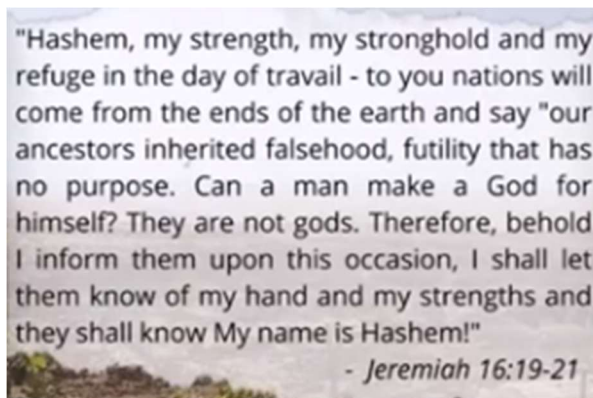 "Hashem, my strength, my stronghold and my
refuge in the day of travail - to you nations will
come from the ends of the earth and say "our
ancestors inherited falsehood, futility that has
no purpose. Can a man make a God for
himself? They are not gods. Therefore, behold
I inform them upon this occasion, I shall let
them know of my hand and my strengths and
they shall know My name is Hashem!"
- Jeremiah 16:19-21